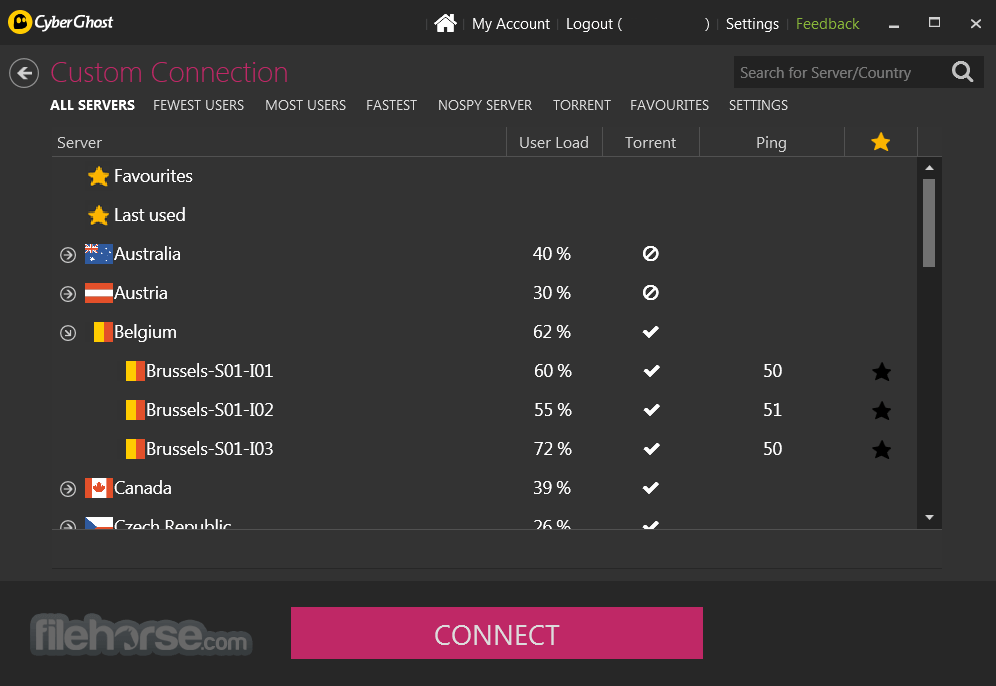 CyberGhost
My Account Logout ( ) Settings Feedback
Custom Connection
Search for Server/Country
ALL SERVERS FEWEST USERS MOST USERS FASTEST NOSPY SERVER TORRENT FAVOURITES SETTINGS
Server User Load Torrent Ping
Favourites
Last used
Australia 40 %
Austria 30 %
Belgium 62 %
Brussels-S01-I01 60 % 50
Brussels-S01-I02 55 % 51
Brussels-S01-I03 72 % 50
Canada 39 %
Czech Republic 26 %
CONNECT
filehorse.com